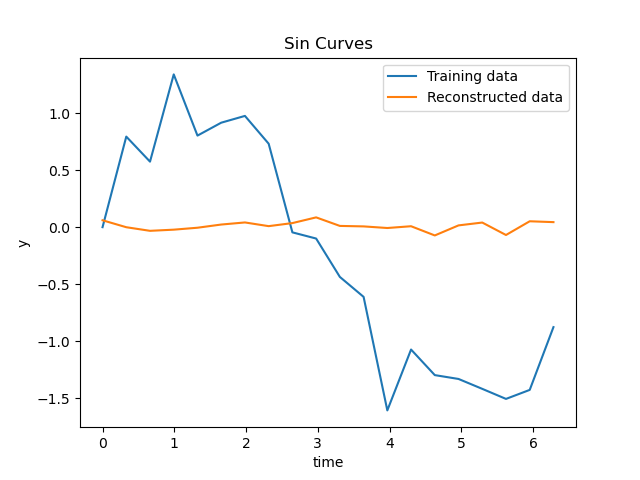 Sin Curves
Training data
Reconstructed data
1.0
0.5
0.0
−0.5
−1.0
−1.5
y
0 1 2 3 4 5 6
time